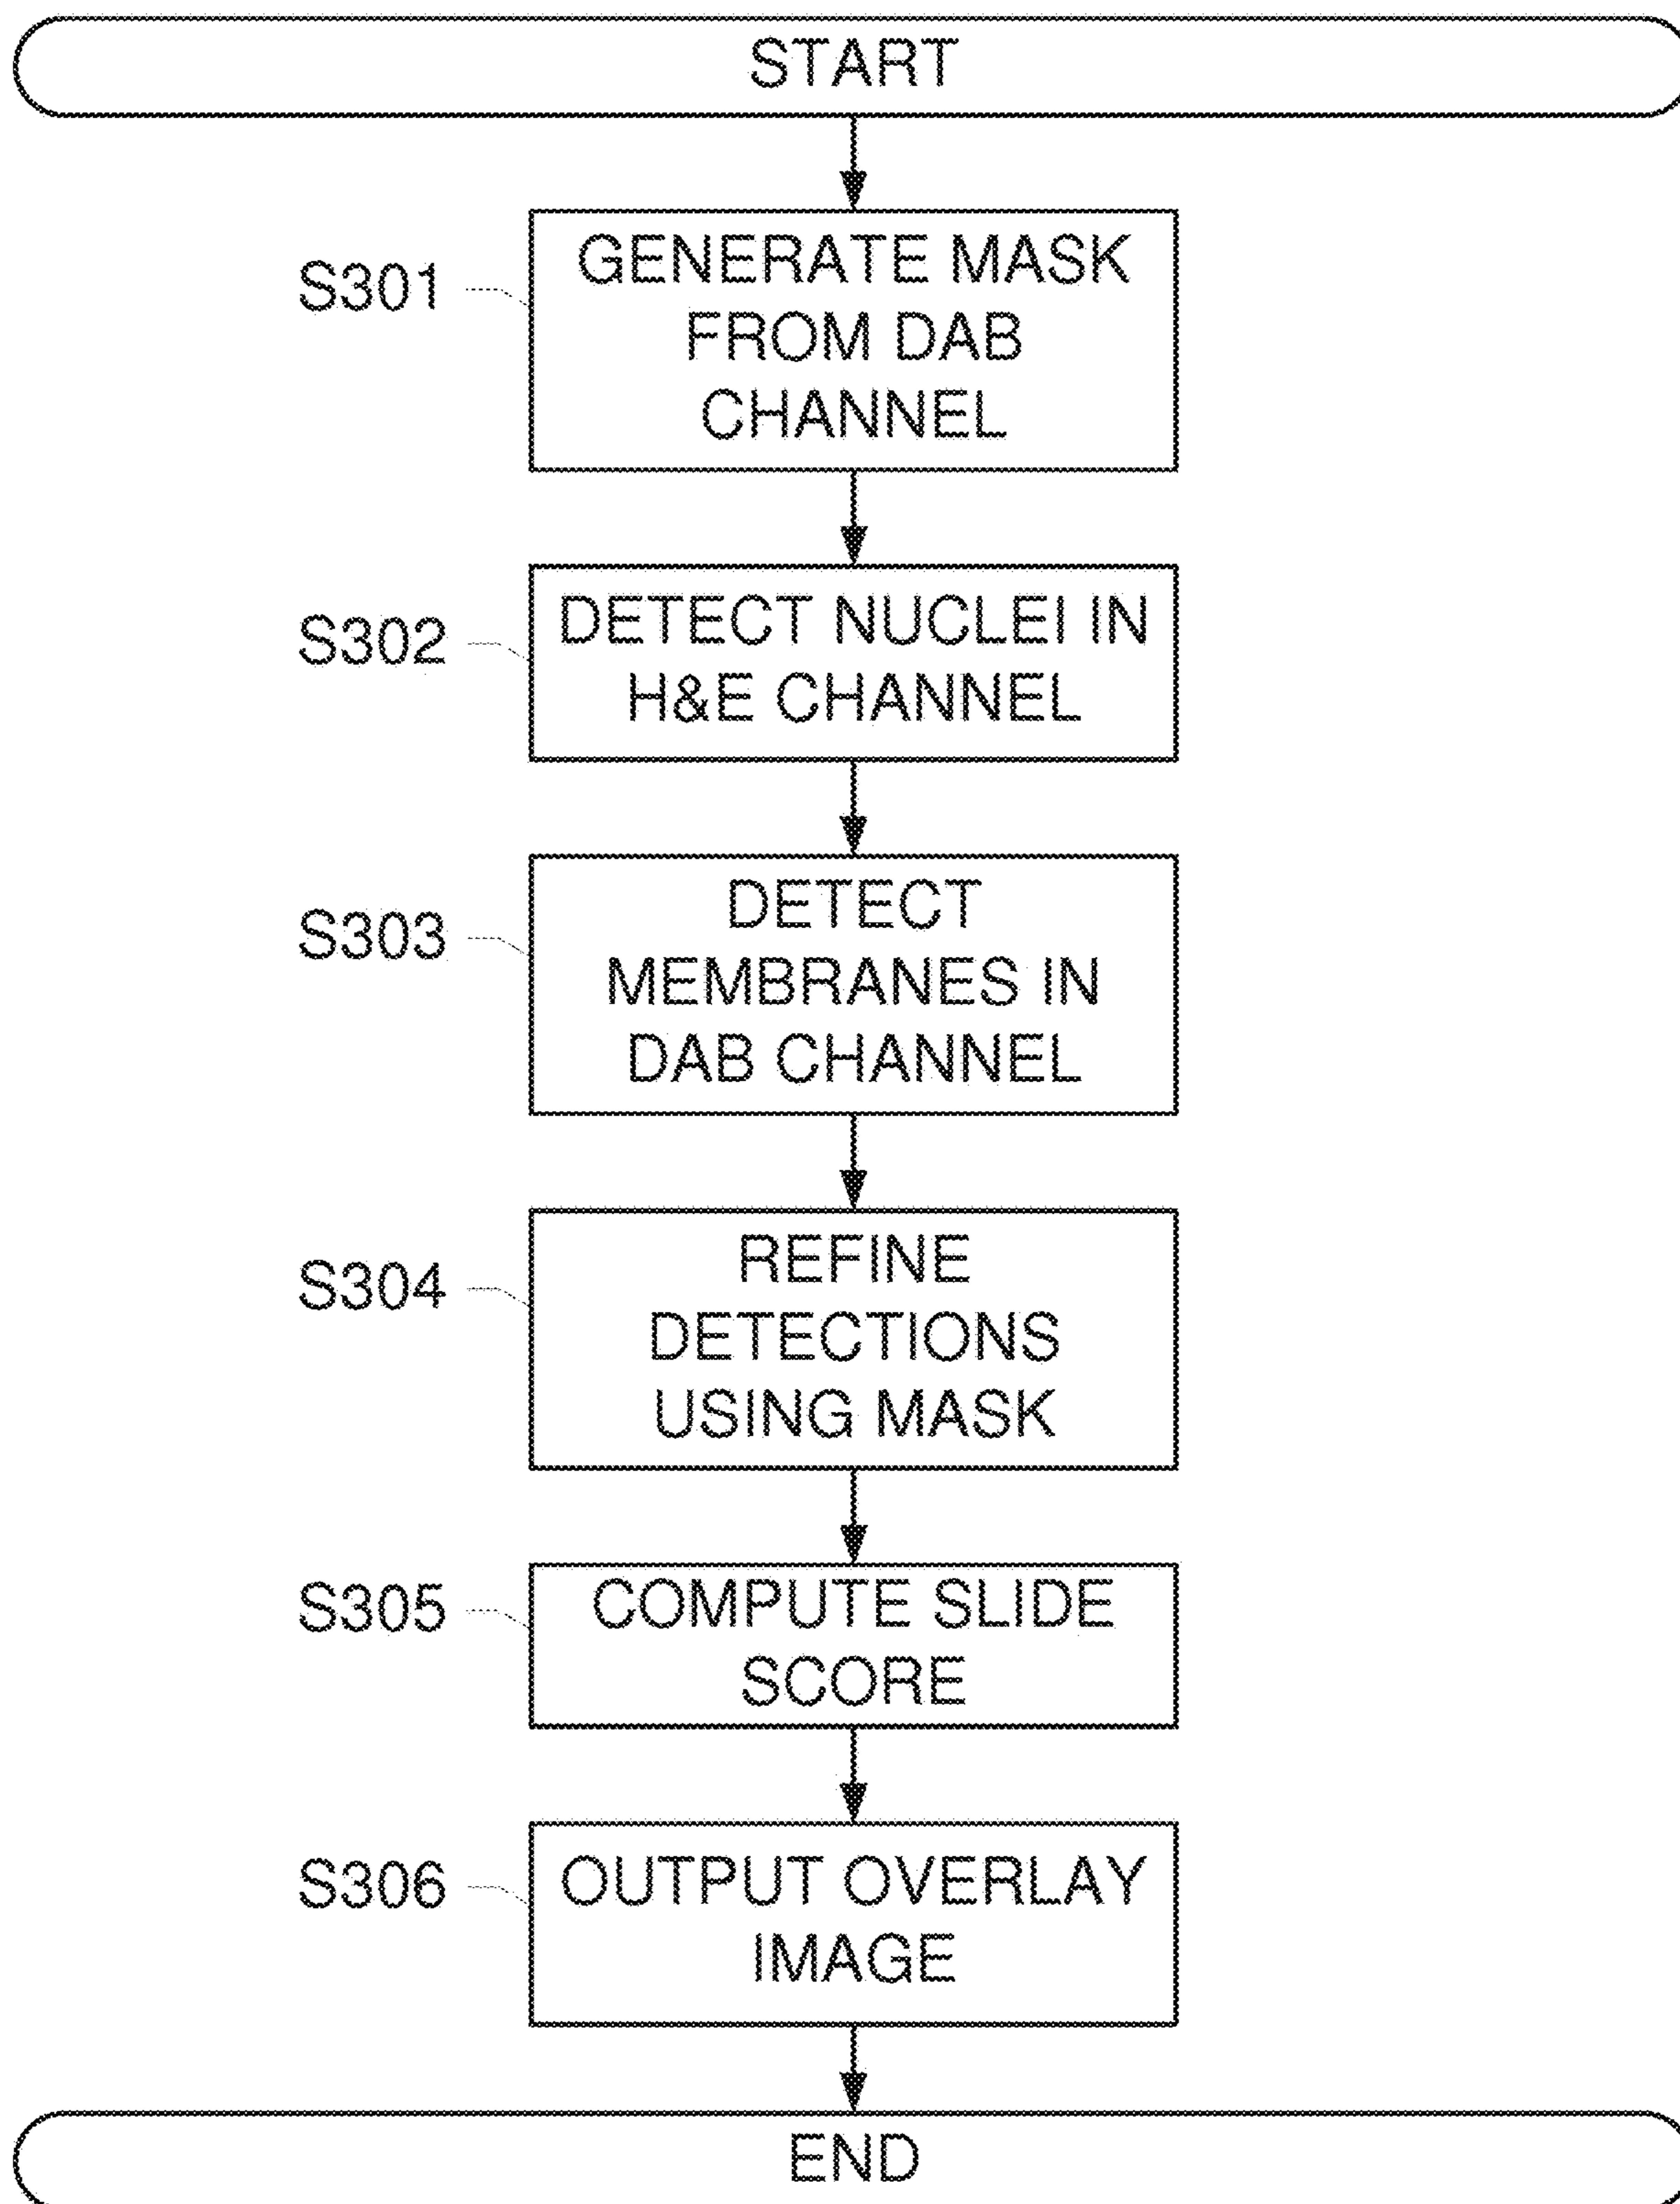 START
S301
GENERATE MASK
FROM DAB
CHANNEL
S302
DETECT NUCLEI IN
H&E CHANNEL
S303
DETECT
MEMBRANES IN
DAB CHANNEL
S304
REFINE
DETECTIONS
USING MASK
S305
COMPUTE SLIDE
SCORE
S306
OUTPUT OVERLAY
IMAGE
END